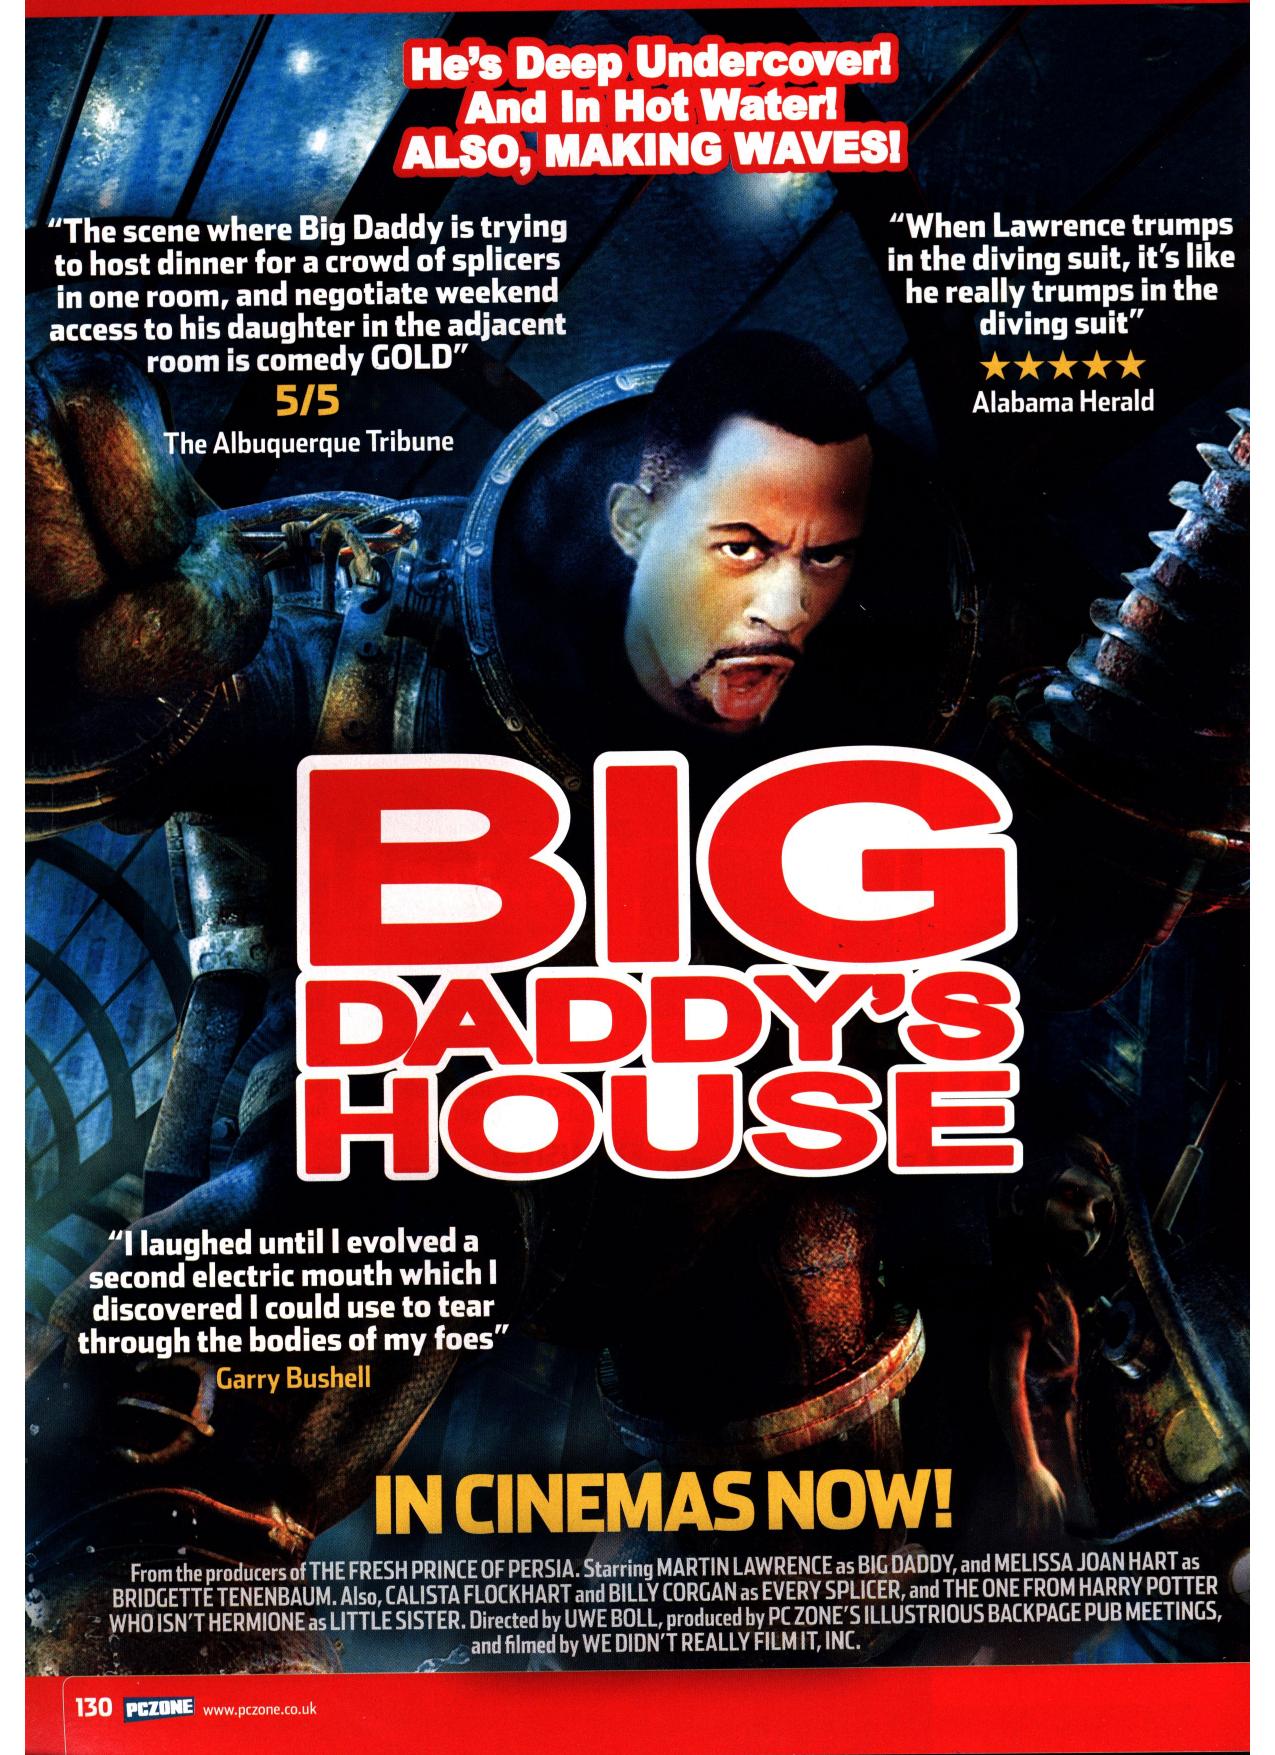 He's Deep Undercover!
And In Hot Water!
ALSO, MAKING WAVES!
“The scene where Big Daddy is trying
to host dinner for a crowd of splicers
in one room, and negotiate weekend
access to his daughter in the adjacent
room is comedy GOLD”
5/5
The Albuquerque Tribune
“When Lawrence trumps
in the diving suit, it’s like
he really trumps in the
diving suit”
★★★★★
Alabama Herald
BIG
DADDY’S
HOUSE
“I laughed until I evolved a
second electric mouth which I
discovered I could use to tear
through the bodies of my foes”
Garry Bushell
IN CINEMAS NOW!
From the producers of THE FRESH PRINCE OF PERSIA. Starring MARTIN LAWRENCE as BIG DADDY, and MELISSA JOAN HART as
BRIDGETTE TENENBAUM. Also, CALISTA FLOCKHART and BILLY CORGAN as EVERY SPLICER, and THE ONE FROM HARRY POTTER
WHO ISN’T HERMIONE as LITTLE SISTER. Directed by UWE BOLL, produced by PC ZONE’S ILLUSTRIOUS BACKPAGE PUB MEETINGS,
and filmed by WE DIDN’T REALLY FILM IT, INC.
130 PCZONE www.pczone.co.uk